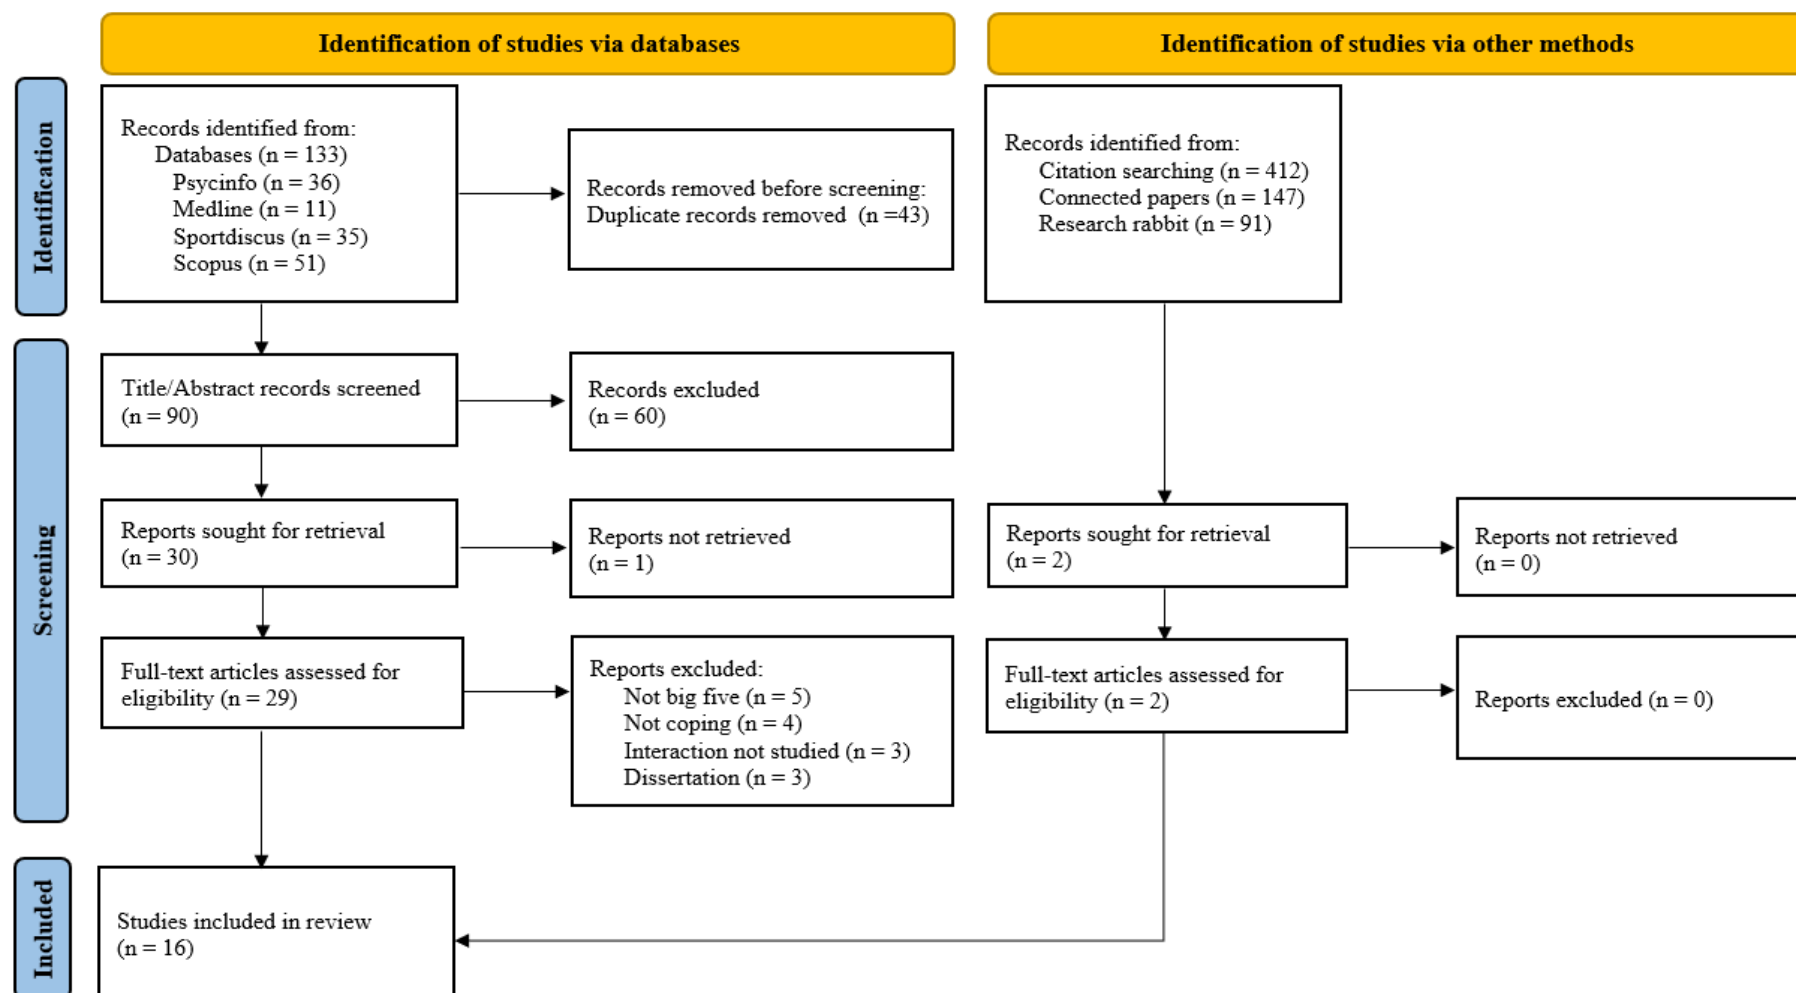 Identification of studies via databases
Identification of studies via other methods
Identification
Records identified from:
Databases (n = 133)
Psycinfo (n = 36)
Medline (n = 11)
Sportdiscus (n = 35)
Scopus (n = 51)
Records removed before screening:
Duplicate records removed  (n =43)
Records identified from:
Citation searching (n = 412)
Connected papers (n = 147)
Research rabbit (n = 91)
Screening
Title/Abstract records screened
(n = 90)
Records excluded
(n = 60)
Reports sought for retrieval
(n = 30)
Reports not retrieved
(n = 1)
Reports sought for retrieval
(n = 2)
Reports not retrieved
(n = 0)
Full-text articles assessed for
eligibility (n = 29)
Reports excluded:
Not big five (n = 5)
Not coping (n = 4)
Interaction not studied (n = 3)
Dissertation (n = 3)
Full-text articles assessed for
eligibility (n = 2)
Reports excluded (n = 0)
Included
Studies included in review
(n = 16)